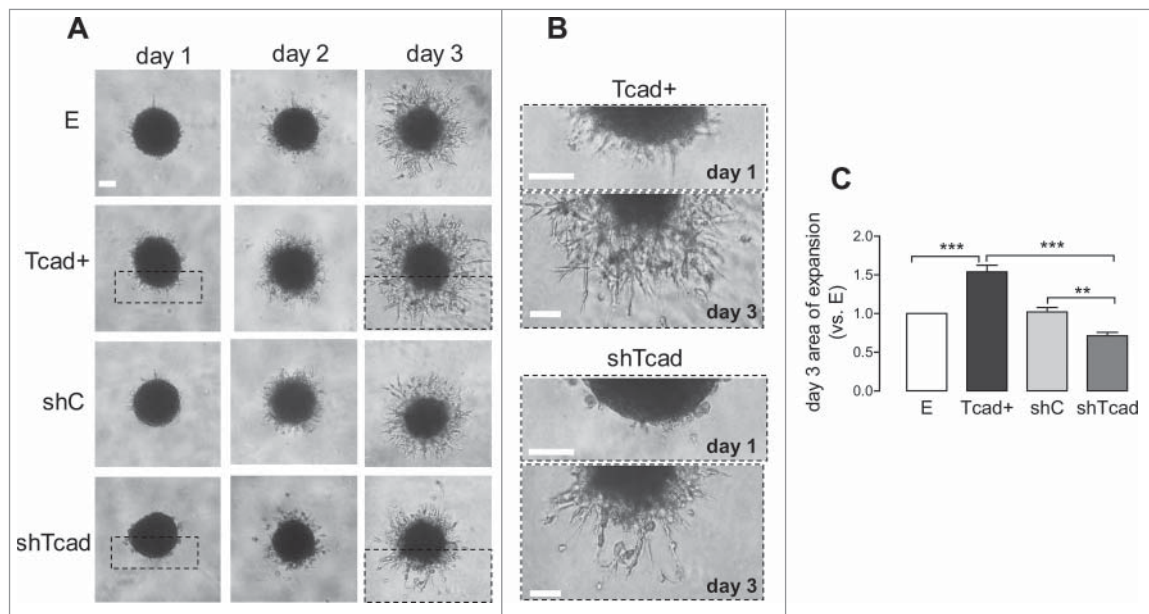 A
day 1 day 2 day 3
E
Tcad+
shC
shTcad
B
Tcad+
day 1
day 3
shTcad
day 1
day 3
C
day 3 area of expansion
(vs. E)
2.0
1.5
1.0
0.5
0.0
*** ***
**
E Tcad+ shC shTcad